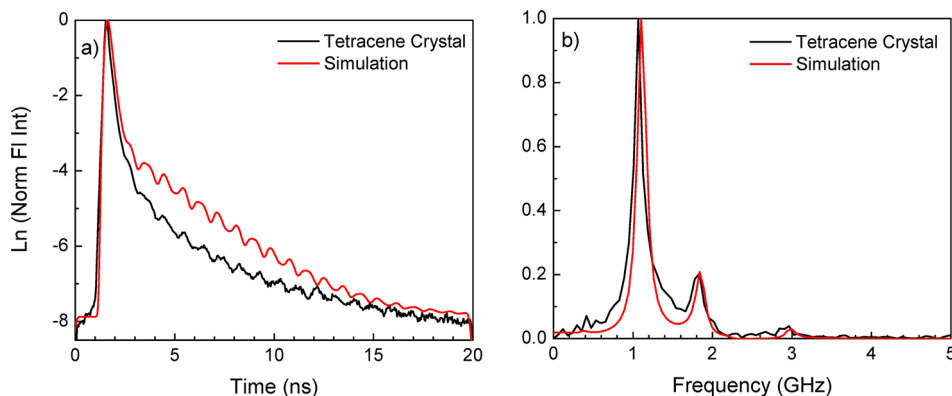 a)
Tetracene Crystal
Simulation
0
-2
-4
-6
-8
Ln (Norm Fl Int)
0 5 10 15 20
Time (ns)
b)
Tetracene Crystal
Simulation
1.0
0.8
0.6
0.4
0.2
0.0
0 1 2 3 4 5
Frequency (GHz)